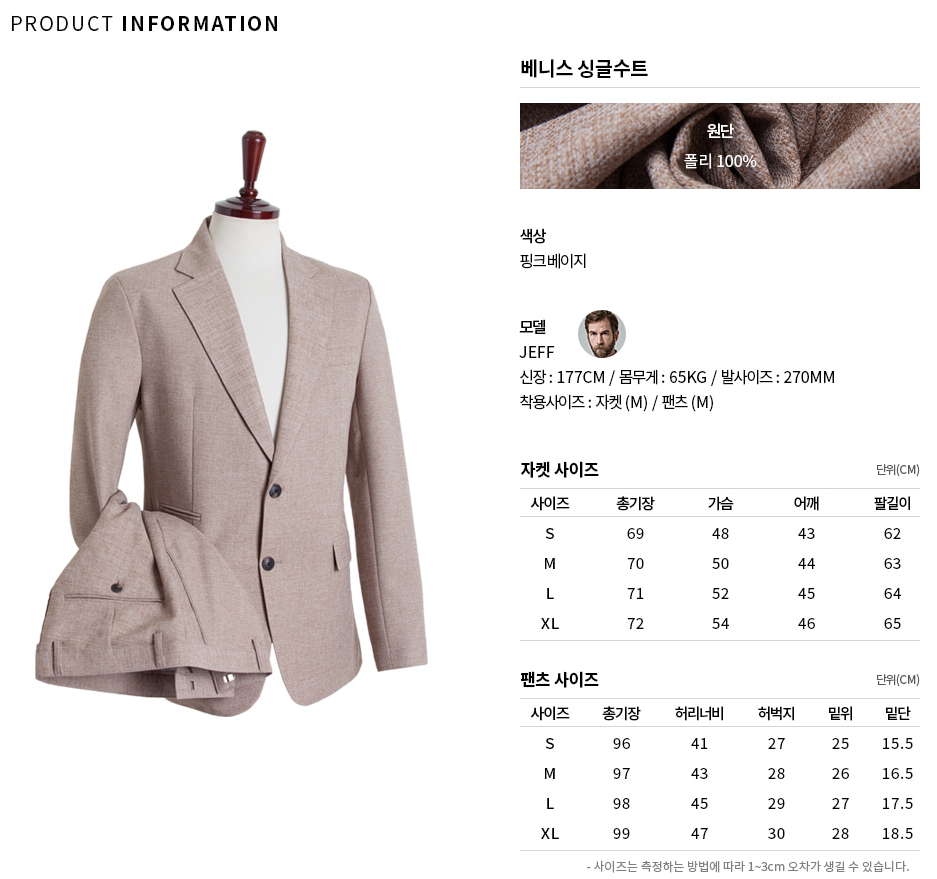 PRODUCT INFORMATION
베니스 싱글수트
원단
폴리 100%
색상
핑크베이지
모델
JEFF
신장 : 177CM / 몸무게 : 65KG / 발사이즈 : 270MM
착용사이즈 : 자켓 (M) / 팬츠 (M)
자켓 사이즈 단위(CM)
사이즈 총기장 가슴 어깨 팔길이
S 69 48 43 62
M 70 50 44 63
L 71 52 45 64
XL 72 54 46 65
팬츠 사이즈 단위(CM)
사이즈 총기장 허리너비 허벅지 밑위 밑단
S 96 41 27 25 15.5
M 97 43 28 26 16.5
L 98 45 29 27 17.5
XL 99 47 30 28 18.5
- 사이즈는 측정하는 방법에 따라 1~3cm 오차가 생길 수 있습니다.